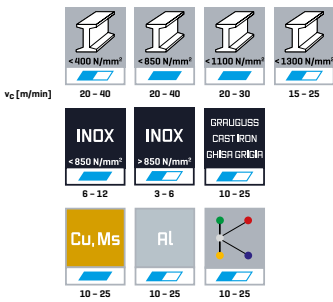 <400 N/mm² <850 N/mm² <1100 N/mm² <1300 N/mm²
vc [m/min] 20 – 40 20 – 40 20 – 30 15 – 25
INOX INOX GRAUGUSS
CAST IRON
<850 N/mm² >850 N/mm² GHISA GRIGIA
6 – 12 3 – 6 10 – 25
Cu, Ms Al
10 – 25 10 – 25 10 – 25